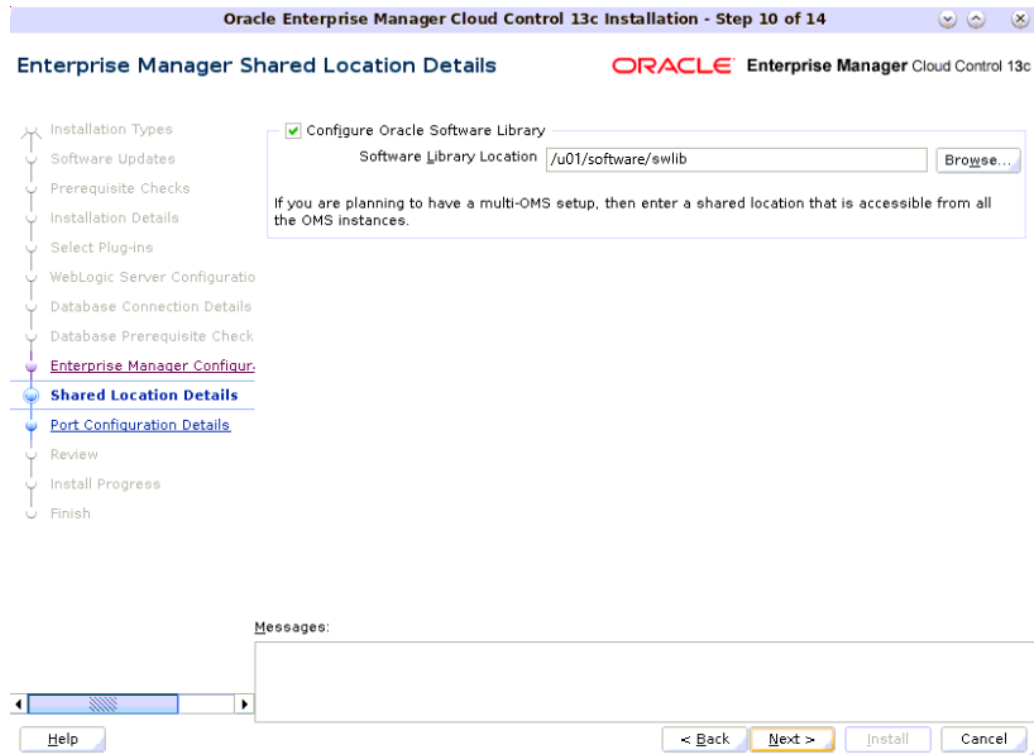 Oracle Enterprise Manager Cloud Control 13c Installation - Step 10 of 14
Enterprise Manager Shared Location Details
ORACLE Enterprise Manager Cloud Control 13c
Installation Types
Software Updates
Prerequisite Checks
Installation Details
Select Plug-ins
WebLogic Server Configuratio
Database Connection Details
Database Prerequisite Check
Enterprise Manager Configur
Shared Location Details
Port Configuration Details
Review
Install Progress
Finish
Configure Oracle Software Library
Software Library Location /u01/software/swlib Browse...
If you are planning to have a multi-OMS setup, then enter a shared location that is accessible from all
the OMS instances.
Messages:
Help < Back Next > Install Cancel